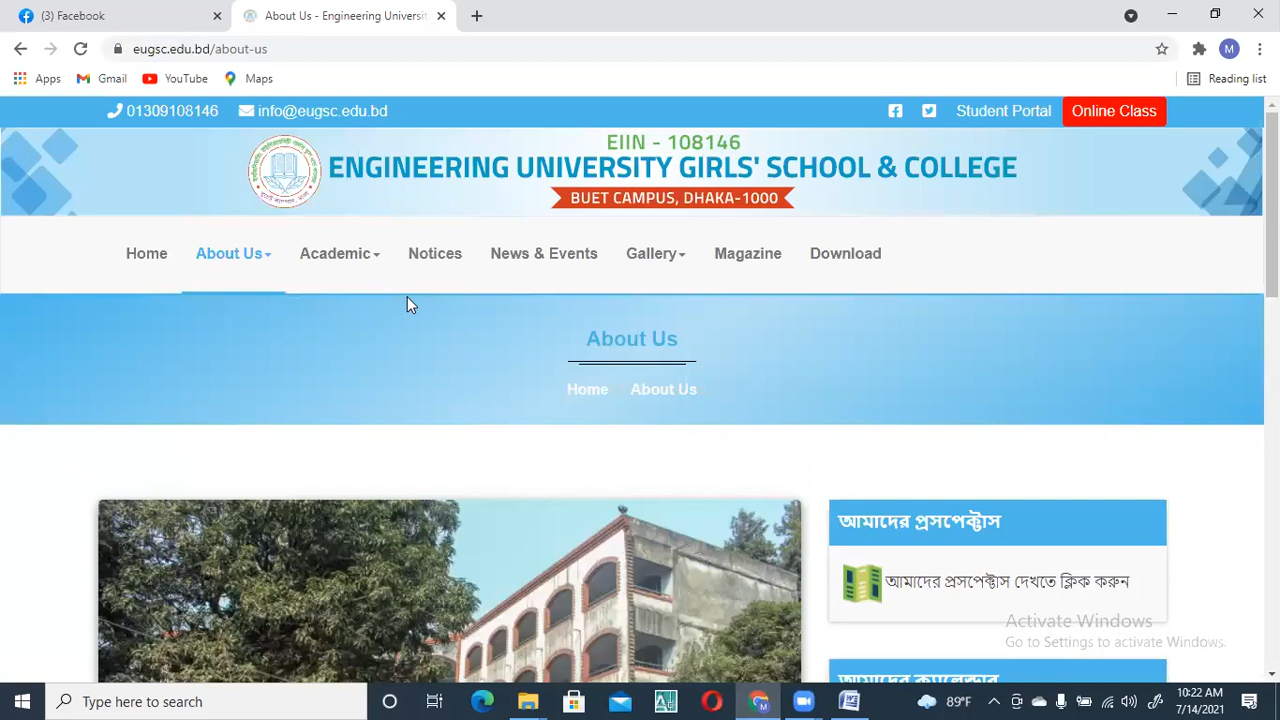 (3) Facebook
About Us - Engineering Universit
eugsc.edu.bd/about-us
Apps Gmail YouTube Maps Reading list
01309108146 info@eugsc.edu.bd Student Portal Online Class
EIIN - 108146
ENGINEERING UNIVERSITY GIRLS' SCHOOL & COLLEGE
BUET CAMPUS, DHAKA-1000
Home About Us Academic Notices News & Events Gallery Magazine Download
About Us
Home About Us
আমাদের প্রসপেক্টাস
আমাদের প্রসপেক্টাস দেখতে ক্লিক করুন
Activate Windows
Go to Settings to activate Windows.
আমাদের ক্যালেন্ডার
Type here to search
89°F
10:22 AM
7/14/2021